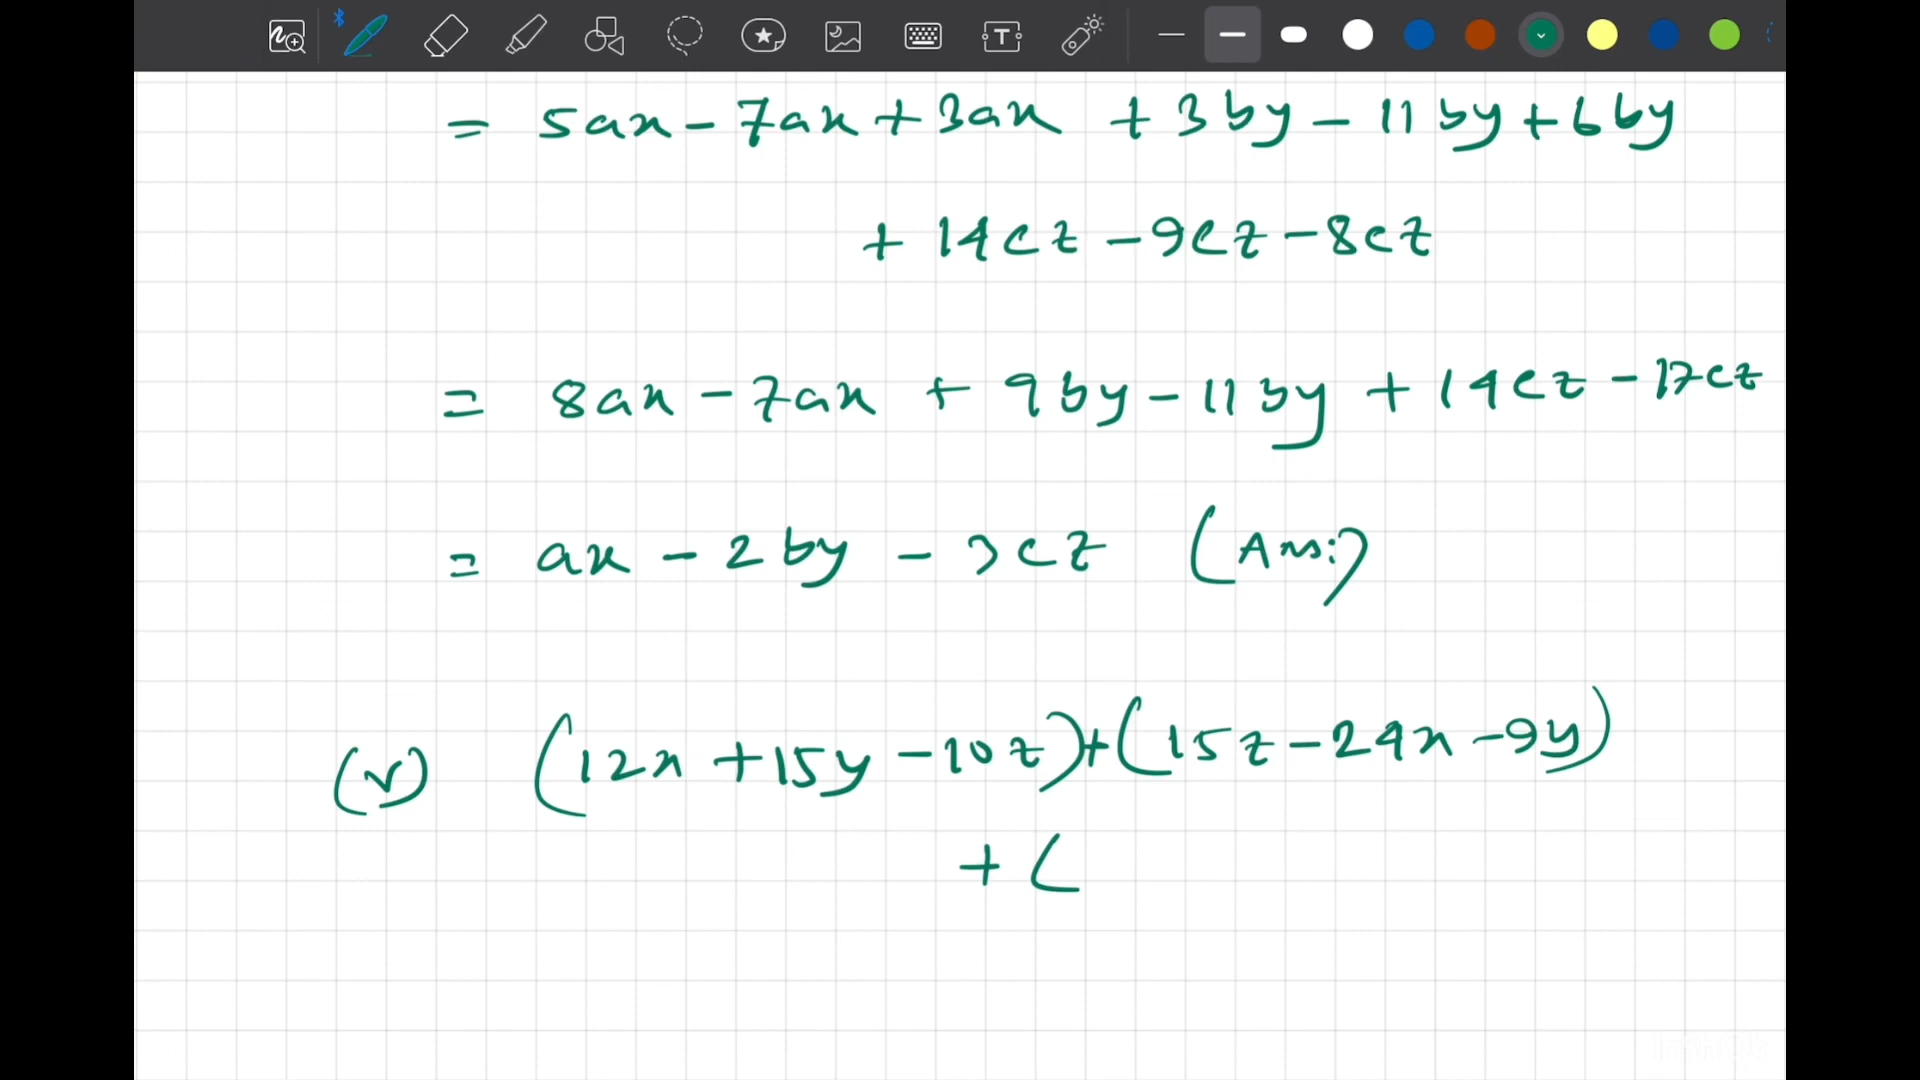 = 5ax - 7ax + 3ax + 3by - 11by + 6by
+ 14cz - 9cz - 8cz
= 8ax - 7ax + 9by - 11by + 14cz - 17cz
= ax - 2by - 3cz (Ans:)
(v) (12x + 15y - 10z) + (15z - 24x - 9y)
+ (